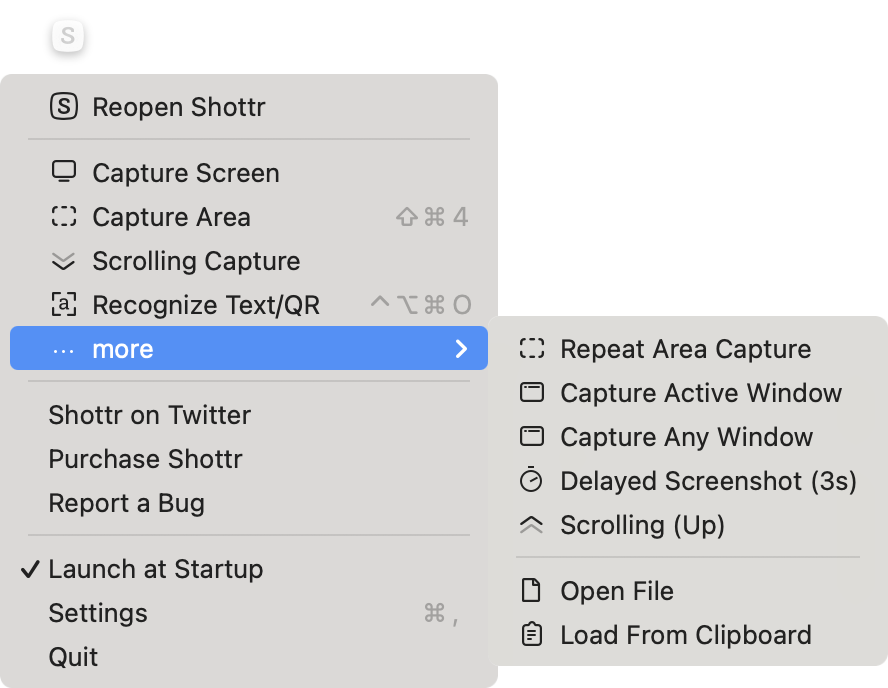 S
S Reopen Shottr
Capture Screen
Capture Area ⇧⌘4
Scrolling Capture
a Recognize Text/QR ^⌥⌘O
... more
Shottr on Twitter
Purchase Shottr
Report a Bug
✓ Launch at Startup
Settings ⌘,
Quit
Repeat Area Capture
Capture Active Window
Capture Any Window
Delayed Screenshot (3s)
Scrolling (Up)
Open File
Load From Clipboard